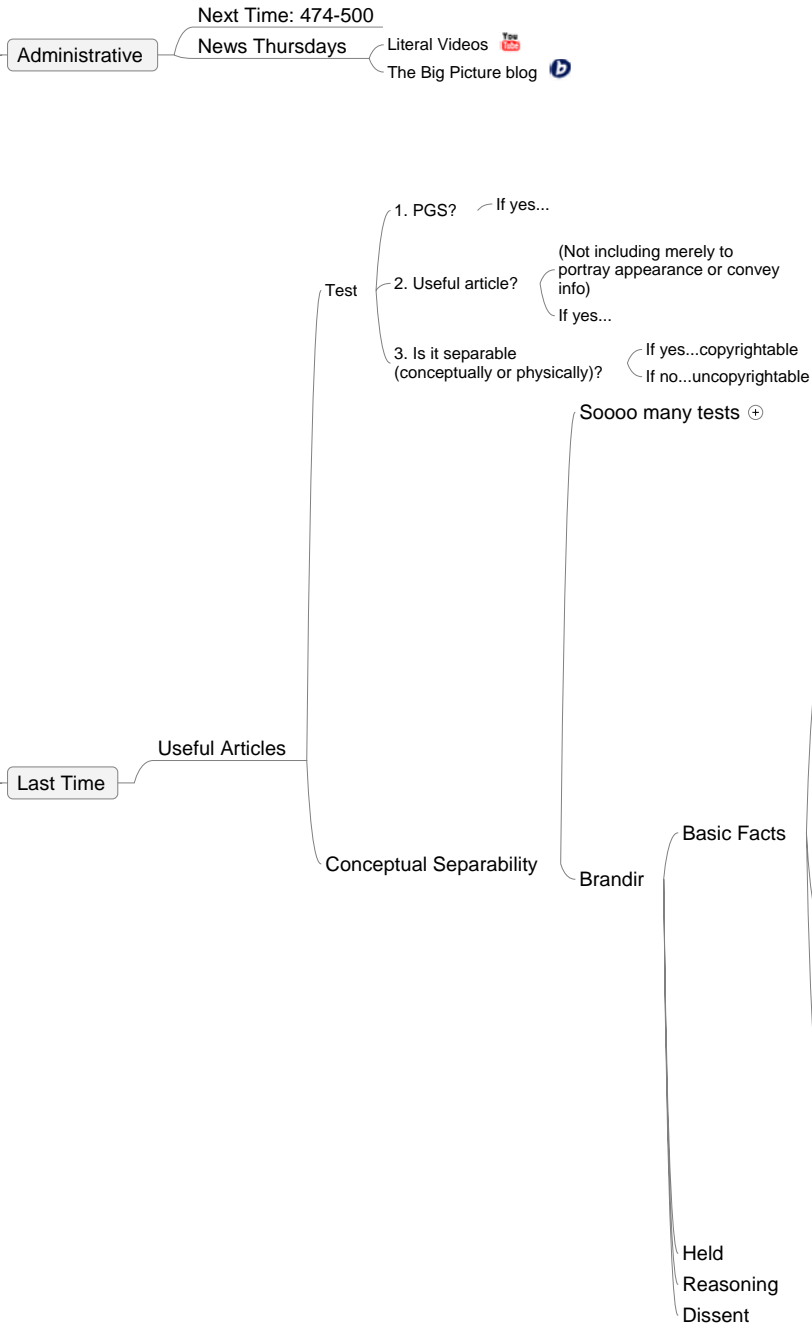 Next Time: 474-500
Administrative
News Thursdays
Literal Videos
You
Tube
The Big Picture blog
b
1. PGS?
If yes...
Test
2. Useful article?
(Not including merely to
portray appearance or convey
info)
If yes...
3. Is it separable
(conceptually or physically)?
If yes...copyrightable
If no...uncopyrightable
Soooo many tests
Useful Articles
Last Time
Conceptual Separability
Brandir
Basic Facts
Held
Reasoning
Dissent